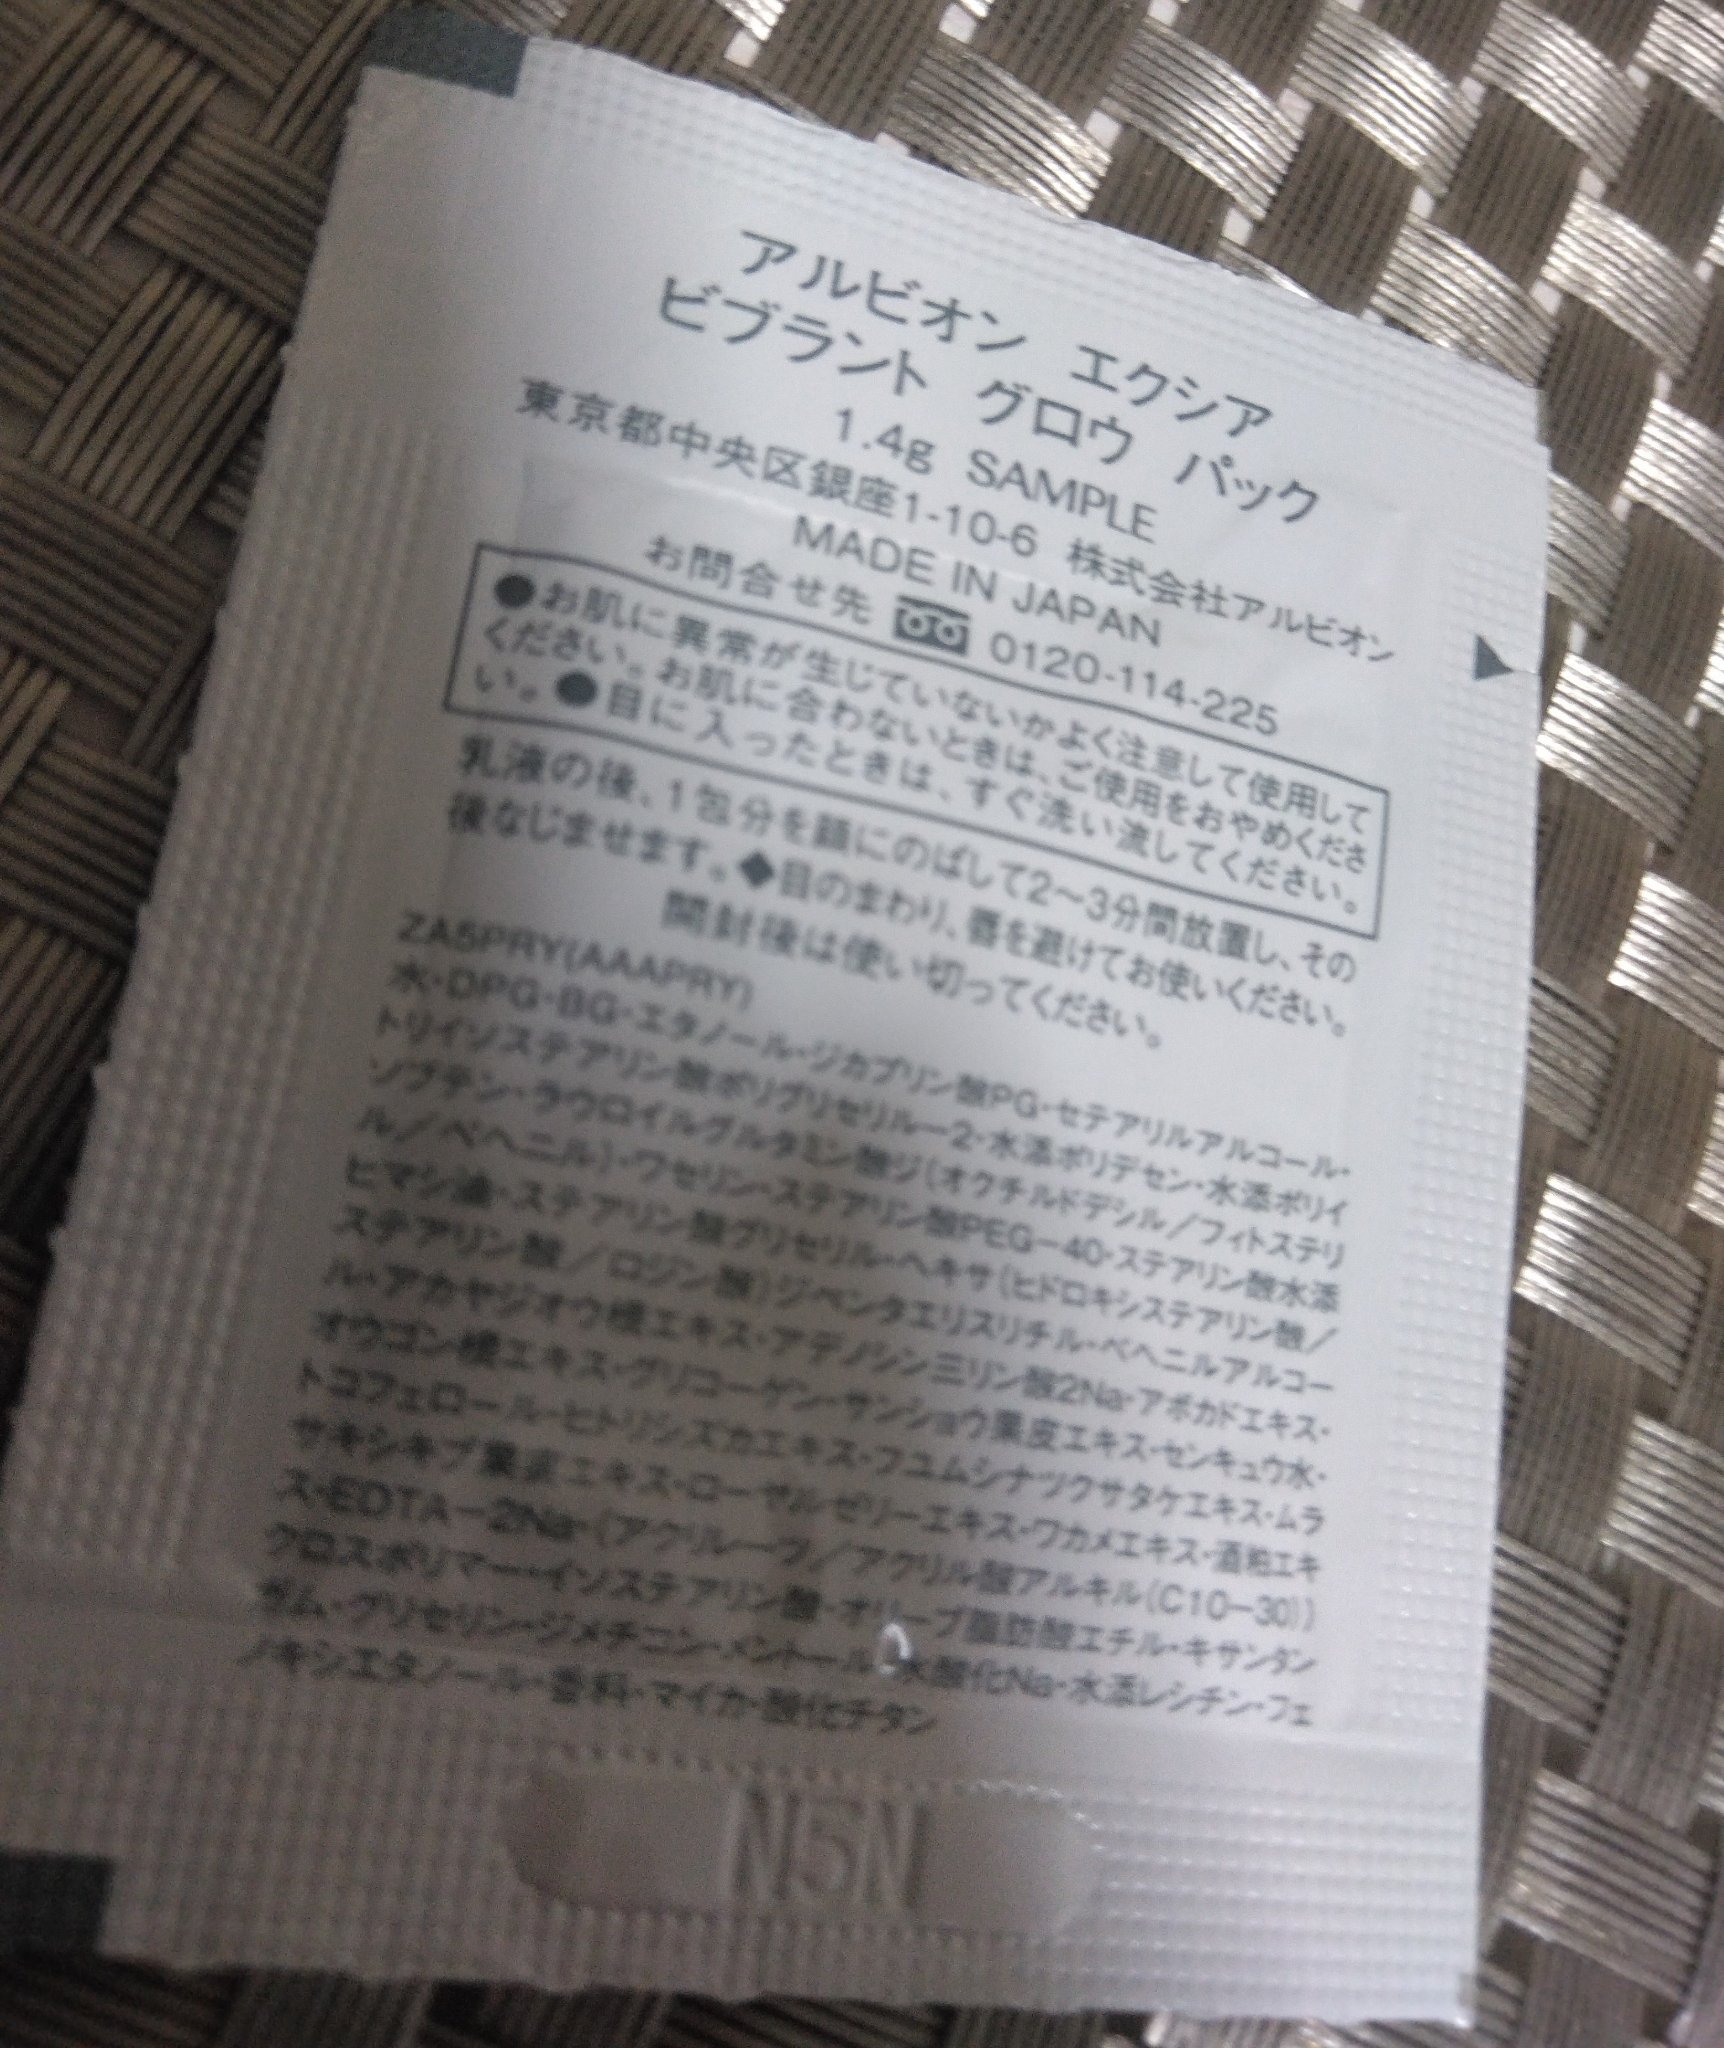 アルビオン エクシア
ビブラント グロウ パック
1.4g SAMPLE
東京都中央区銀座1-10-6 株式会社アルビオン
MADE IN JAPAN
お問合せ先 0120-114-225
●お肌に異常が生じていないかよく注意して使用して
ください。お肌に合わないときは、ご使用をおやめくださ
い。●目に入ったときは、すぐ洗い流してください。
乳液の後、1包分を顔にのばして2～3分間放置し、その
後なじませます。◆目のまわり、唇を避けてお使いください。
開封後は使い切ってください。
ZA5PRY(AAAPRY)
水・DPG・BG・エタノール・ジカプリン酸PG・セテアリルアルコール・
トリイソステアリン酸ポリグリセリルー2・水添ポリデセン・水添ポリイ
ソブテン・ラウロイルグルタミン酸ジ(オクチルドデシル／フィトステリ
ル／ベヘニル)・ワセリン・ステアリン酸PEG－40・ステアリン酸水添
ヒマシ油・ステアリン酸グリセリル・ヘキサ(ヒドロキシステアリン酸／
ステアリン酸／ロジン酸)ジペンタエリスリチル・ベヘニルアルコー
ル・アカヤジオウ根エキス・アデノシン三リン酸2Na・アボカドエキス・
オウゴン根エキス・グリコーゲン・サンショウ果皮エキス・センキュウ水・
トコフェロール・ヒトリシズカエキス・フユムシナツクサタケエキス・ムラ
サキシキブ果実エキス・ローヤルゼリーエキス・ワカメエキス・酒粕エキ
ス・EDTA－2Na・(アクリレーツ／アクリル酸アルキル(C10－30))
クロスポリマー・イソステアリン酸・オリーブ脂肪酸エチル・キサンタン
ガム・グリセリン・ジメチコン・メントール・水酸化Na・水添レシチン・フェ
ノキシエタノール・香料・マイカ・酸化チタン
N5N